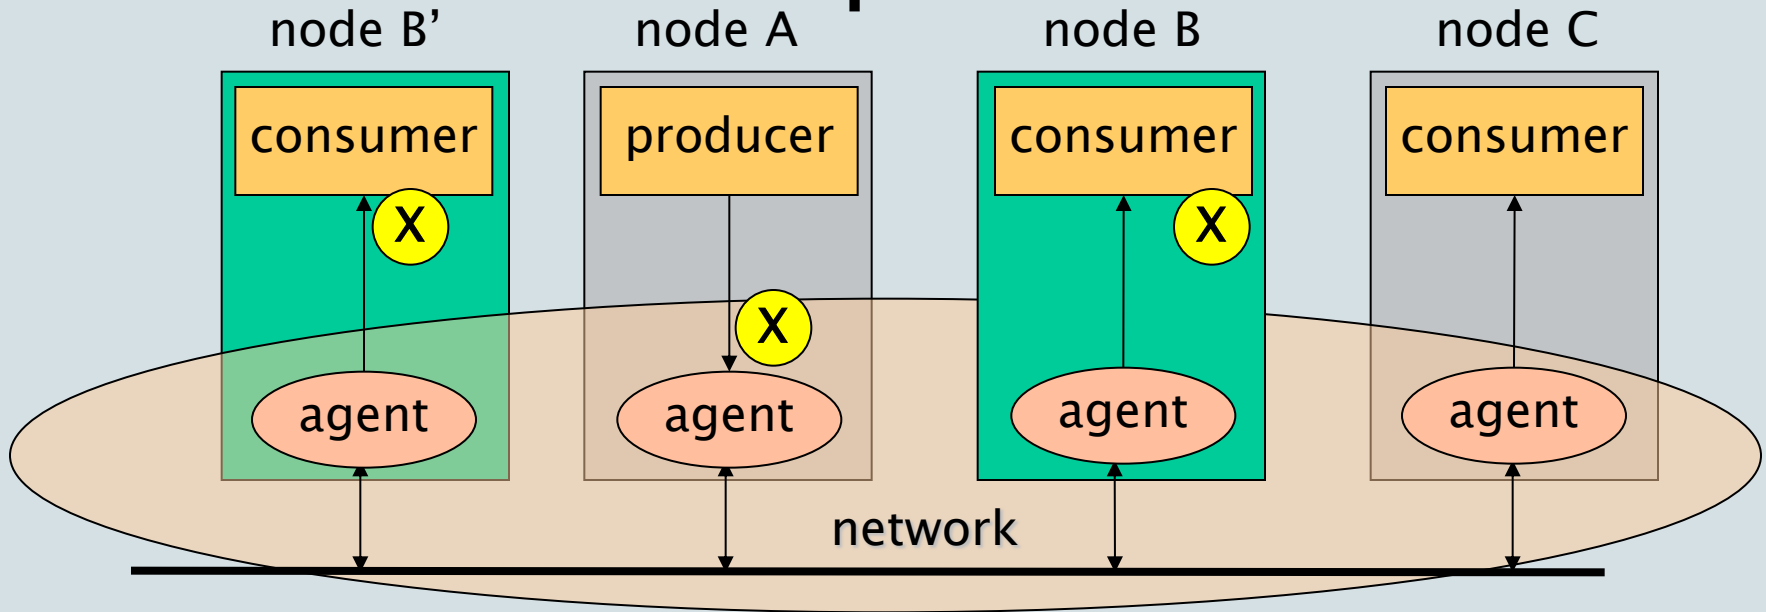 node B’
node A
node B
node C
consumer
producer
consumer
consumer
X
X
X
agent
agent
agent
agent
network